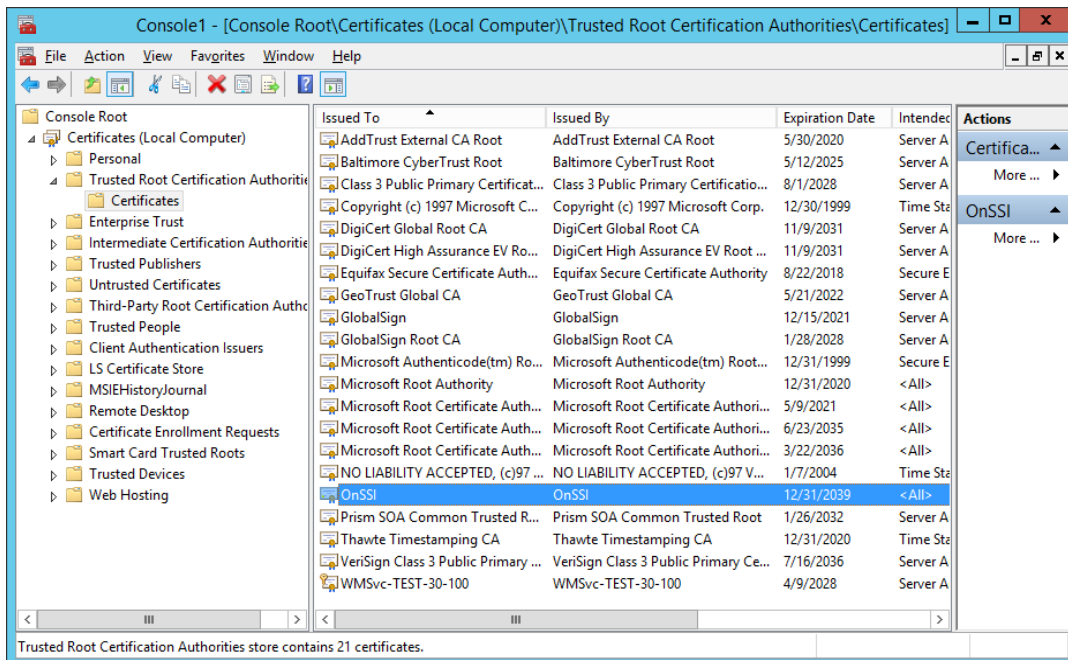 Console1 - [Console Root\Certificates (Local Computer)\Trusted Root Certification Authorities\Certificates]
File Action View Favorites Window Help
Console Root
Certificates (Local Computer)
Personal
Trusted Root Certification Authoritie
Certificates
Enterprise Trust
Intermediate Certification Authoritie
Trusted Publishers
Untrusted Certificates
Third-Party Root Certification Autho
Trusted People
Client Authentication Issuers
LS Certificate Store
MSIEHistoryJournal
Remote Desktop
Certificate Enrollment Requests
Smart Card Trusted Roots
Trusted Devices
Web Hosting
Issued To Issued By Expiration Date Intended
AddTrust External CA Root AddTrust External CA Root 5/30/2020 Server A
Baltimore CyberTrust Root Baltimore CyberTrust Root 5/12/2025 Server A
Class 3 Public Primary Certificat... Class 3 Public Primary Certificatio... 8/1/2028 Server A
Copyright (c) 1997 Microsoft C... Copyright (c) 1997 Microsoft Corp. 12/30/1999 Time Sta
DigiCert Global Root CA DigiCert Global Root CA 11/9/2031 Server A
DigiCert High Assurance EV Ro... DigiCert High Assurance EV Root ... 11/9/2031 Server A
Equifax Secure Certificate Auth... Equifax Secure Certificate Authority 8/22/2018 Secure E
GeoTrust Global CA GeoTrust Global CA 5/21/2022 Server A
GlobalSign GlobalSign 12/15/2021 Server A
GlobalSign Root CA GlobalSign Root CA 1/28/2028 Server A
Microsoft Authenticode(tm) Ro... Microsoft Authenticode(tm) Root... 12/31/1999 Secure E
Microsoft Root Authority Microsoft Root Authority 12/31/2020 <All>
Microsoft Root Certificate Auth... Microsoft Root Certificate Authori... 5/9/2021 <All>
Microsoft Root Certificate Auth... Microsoft Root Certificate Authori... 6/23/2035 <All>
Microsoft Root Certificate Auth... Microsoft Root Certificate Authori... 3/22/2036 <All>
NO LIABILITY ACCEPTED, (c)97 ... NO LIABILITY ACCEPTED, (c)97 V... 1/7/2004 Time Sta
OnSSI OnSSI 12/31/2039 <All>
Prism SOA Common Trusted R... Prism SOA Common Trusted Root 1/26/2032 Server A
Thawte Timestamping CA Thawte Timestamping CA 12/31/2020 Time Sta
VeriSign Class 3 Public Primary ... VeriSign Class 3 Public Primary Ce... 7/16/2036 Server A
WMSvc-TEST-30-100 WMSvc-TEST-30-100 4/9/2028 Server A
Actions
Certifica...
More ...
OnSSI
More ...
Trusted Root Certification Authorities store contains 21 certificates.